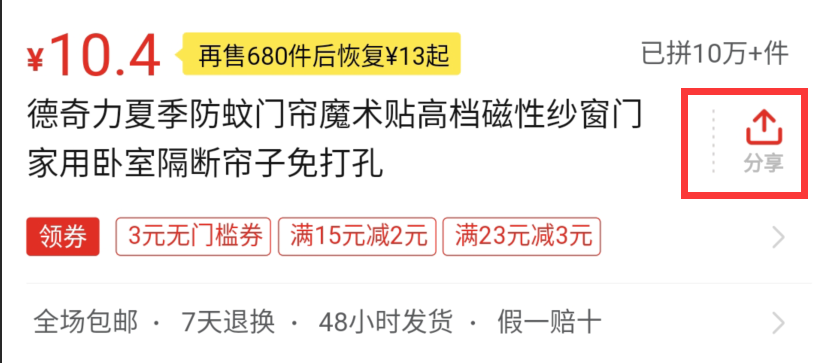 ¥10.4 再售680件后恢复¥13起 已拼10万+件
德奇力夏季防蚊门帘魔术贴高档磁性纱窗门
家用卧室隔断帘子免打孔
分享
领券 3元无门槛券 满15元减2元 满23元减3元
全场包邮 · 7天退换 · 48小时发货 · 假一赔十